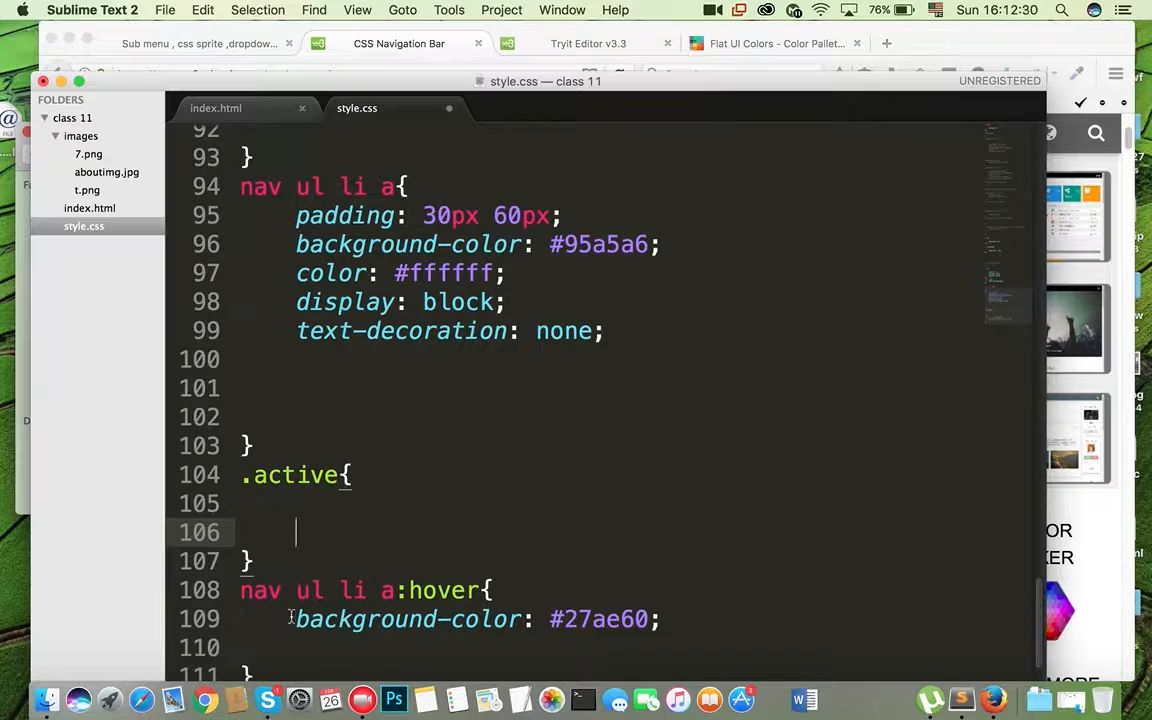 Sublime Text 2 File Edit Selection Find View Goto Tools Project Window Help 76% Sun 16:12:30
Sub menu , css sprite ,dropdow... CSS Navigation Bar Tryit Editor v3.3 Flat UI Colors - Color Pallet...
style.css — class 11 UNREGISTERED
FOLDERS
class 11
images
7.png
aboutimg.jpg
t.png
index.html
style.css
index.html style.css
92
93 }
94 nav ul li a{
95 padding: 30px 60px;
96 background-color: #95a5a6;
97 color: #ffffff;
98 display: block;
99 text-decoration: none;
100
101
102
103 }
104 .active{
105
106
107 }
108 nav ul li a:hover{
109 background-color: #27ae60;
110
111 }
OR
KER